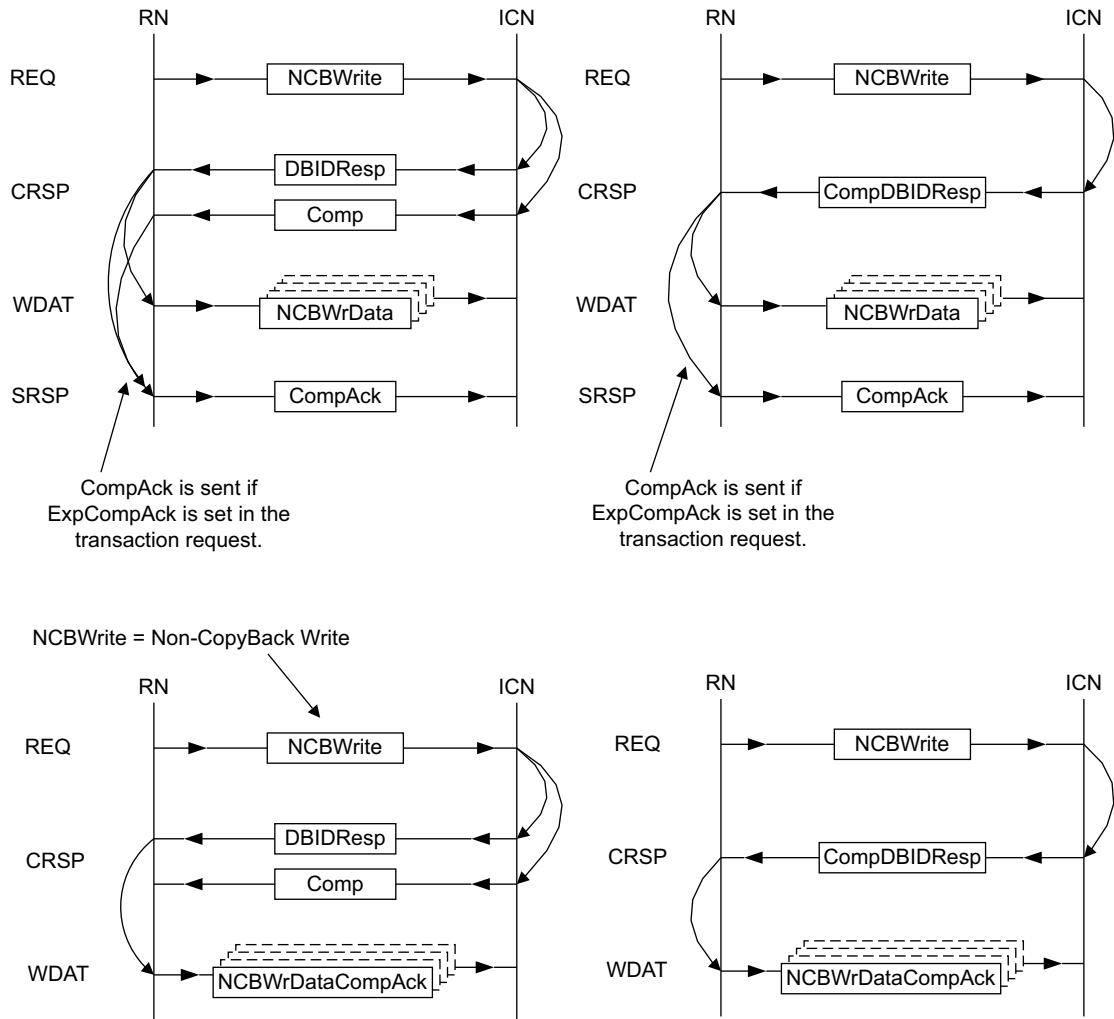 RN
ICN
REQ
NCBWrite
DBIDResp
CRSP
Comp
WDAT
NCBWrData
SRSP
CompAck
CompAck is sent if
ExpCompAck is set in the
transaction request.
RN
ICN
REQ
NCBWrite
CRSP
CompDBIDResp
WDAT
NCBWrData
SRSP
CompAck
CompAck is sent if
ExpCompAck is set in the
transaction request.
NCBWrite = Non-CopyBack Write
RN
ICN
REQ
NCBWrite
DBIDResp
CRSP
Comp
WDAT
NCBWrDataCompAck
RN
ICN
REQ
NCBWrite
CRSP
CompDBIDResp
WDAT
NCBWrDataCompAck